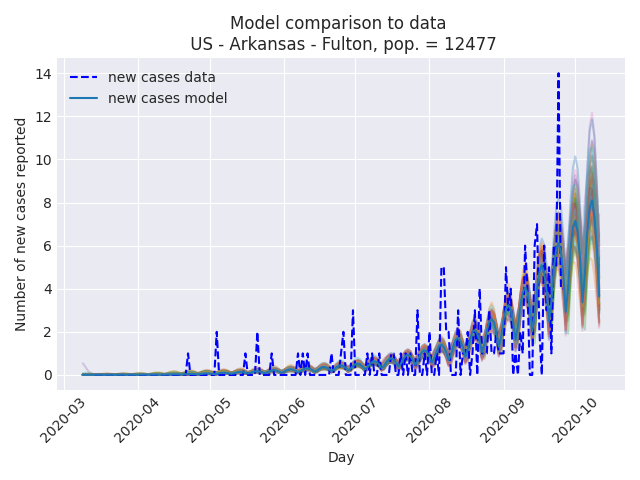 Model comparison to data
US - Arkansas - Fulton, pop. = 12477
new cases data
new cases model
Number of new cases reported
14
12
10
8
6
4
2
0
2020-03
2020-04
2020-05
2020-06
2020-07
2020-08
2020-09
2020-10
Day